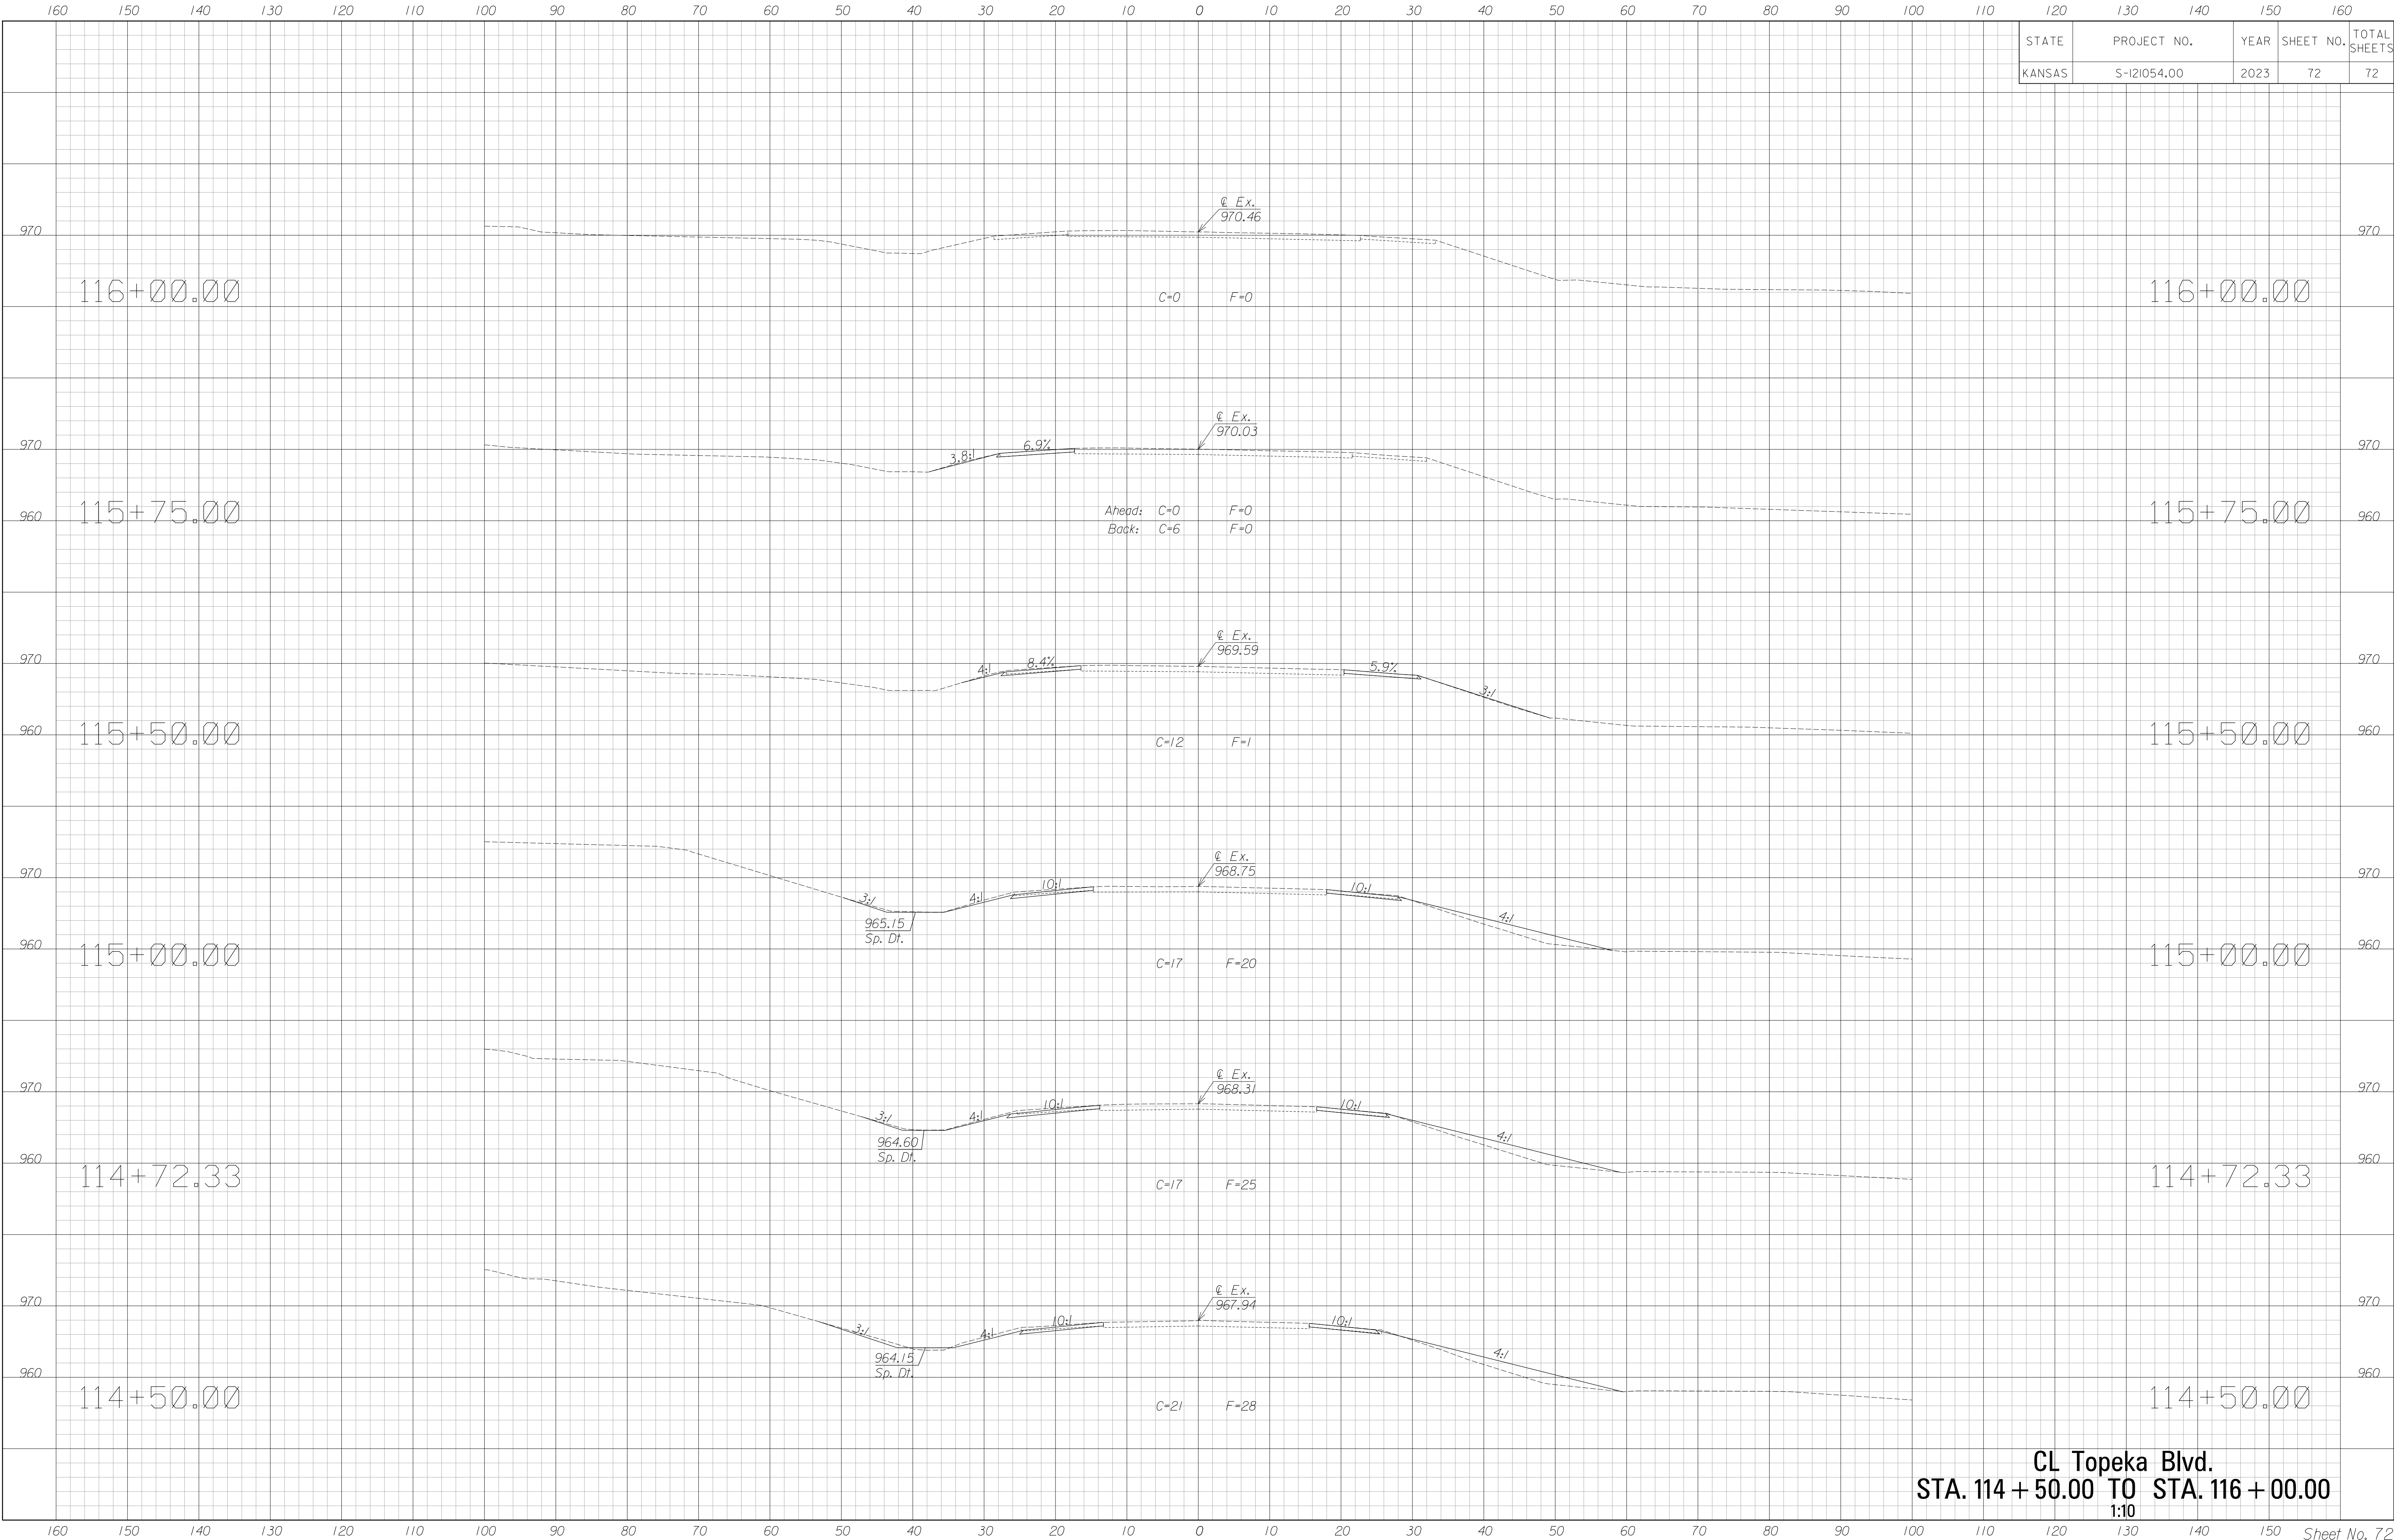 160 150 140 130 120 110 100 90 80 70 60 50 40 30 20 10 0 10 20 30 40 50 60 70 80 90 100 110 120 130 140 150 160
STATE PROJECT NO. YEAR SHEET NO. TOTAL SHEETS
KANSAS S-121054.00 2023 72 72
℄ Ex.
970.46
970 970
116+00.00 C=0 F=0 116+00.00
℄ Ex.
970.03
970 3.8:1 6.9% 970
960 115+75.00 Ahead: C=0 F=0 115+75.00 960
Back: C=6 F=0
℄ Ex.
969.59
970 4:1 8.4% 5.9% 970
3:1
960 115+50.00 960 115+50.00
C=12 F=1
℄ Ex.
968.75
970 970
3:1 4:1 10:1 10:1 4:1
965.15
Sp. Dt.
960 115+00.00 115+00.00 960
C=17 F=20
℄ Ex.
968.31
970 970
3:1 4:1 10:1 10:1 4:1
964.60
Sp. Dt.
960 960
114+72.33 C=17 F=25 114+72.33
℄ Ex.
967.94
970 970
3:1 4:1 10:1 10:1 4:1
964.15
Sp. Dt.
960 960
114+50.00 C=21 F=28 114+50.00
CL Topeka Blvd.
STA. 114 + 50.00 TO STA. 116 + 00.00
1:10
160 150 140 130 120 110 100 90 80 70 60 50 40 30 20 10 0 10 20 30 40 50 60 70 80 90 100 110 120 130 140 150 160
Sheet No. 72